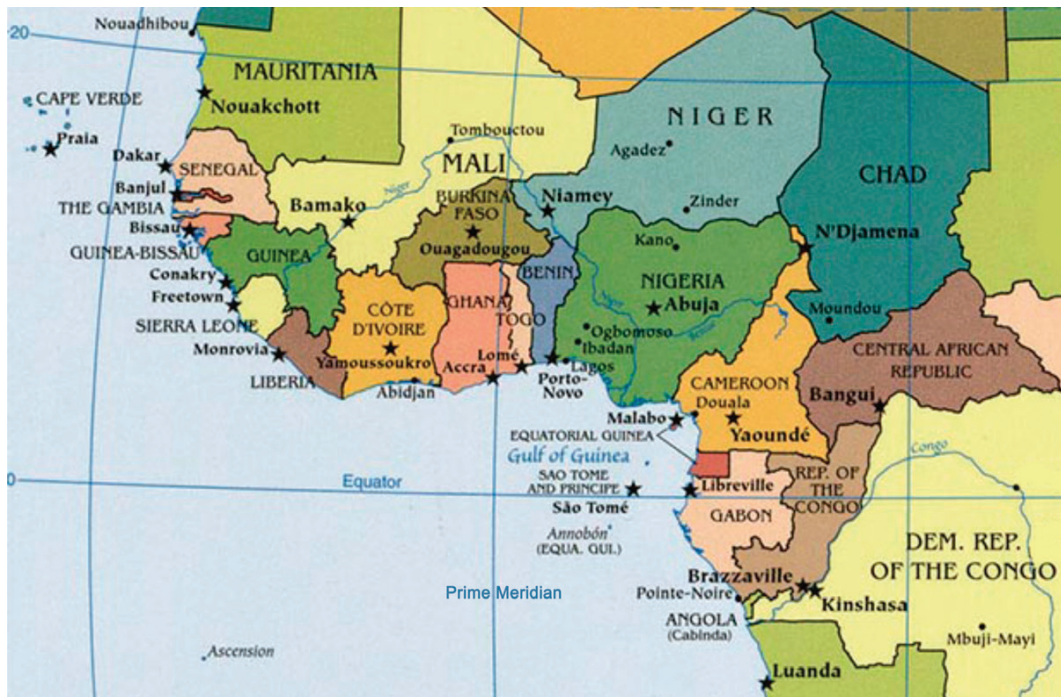 Nouadhibou
20
MAURITANIA
Nouakchott
CAPE VERDE
Praia
NIGER
Tombouctou
Agadez
MALI
CHAD
Dakar
SENEGAL
Banjul
THE GAMBIA
Niger
Bamako
BURKINA
FASO
Niamey
Zinder
Bissau
GUINEA-BISSAU
GUINEA
Ouagadougou
Kano
N'Djamena
Conakry
Freetown
SIERRA LEONE
BENIN
NIGERIA
Abuja
GHANA
TOGO
CÔTE
D'IVOIRE
Moundou
Benue
Ogbomoso
Ibadan
Monrovia
LIBERIA
Yamoussoukro
Accra
Lomé
Lagos
Porto-
Novo
Abidjan
CENTRAL AFRICAN
REPUBLIC
CAMEROON
Douala
Bangui
Malabo
Yaoundé
EQUATORIAL GUINEA
Gulf of Guinea
Congo
0
Equator
SAO TOME
AND PRINCIPE
São Tomé
Libreville
REP. OF
THE
CONGO
GABON
Annobón
(EQUA. GUI.)
DEM. REP.
OF THE CONGO
Brazzaville
Pointe-Noire
Kinshasa
Prime Meridian
ANGOLA
(Cabinda)
Mbuji-Mayi
Ascension
Luanda